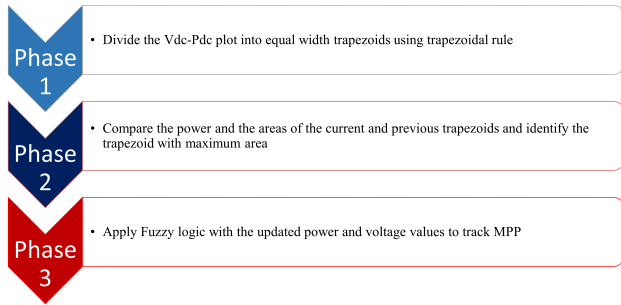 Phase
1
• Divide the Vdc-Pdc plot into equal width trapezoids using trapezoidal rule
Phase
2
• Compare the power and the areas of the current and previous trapezoids and identify the
trapezoid with maximum area
Phase
3
• Apply Fuzzy logic with the updated power and voltage values to track MPP